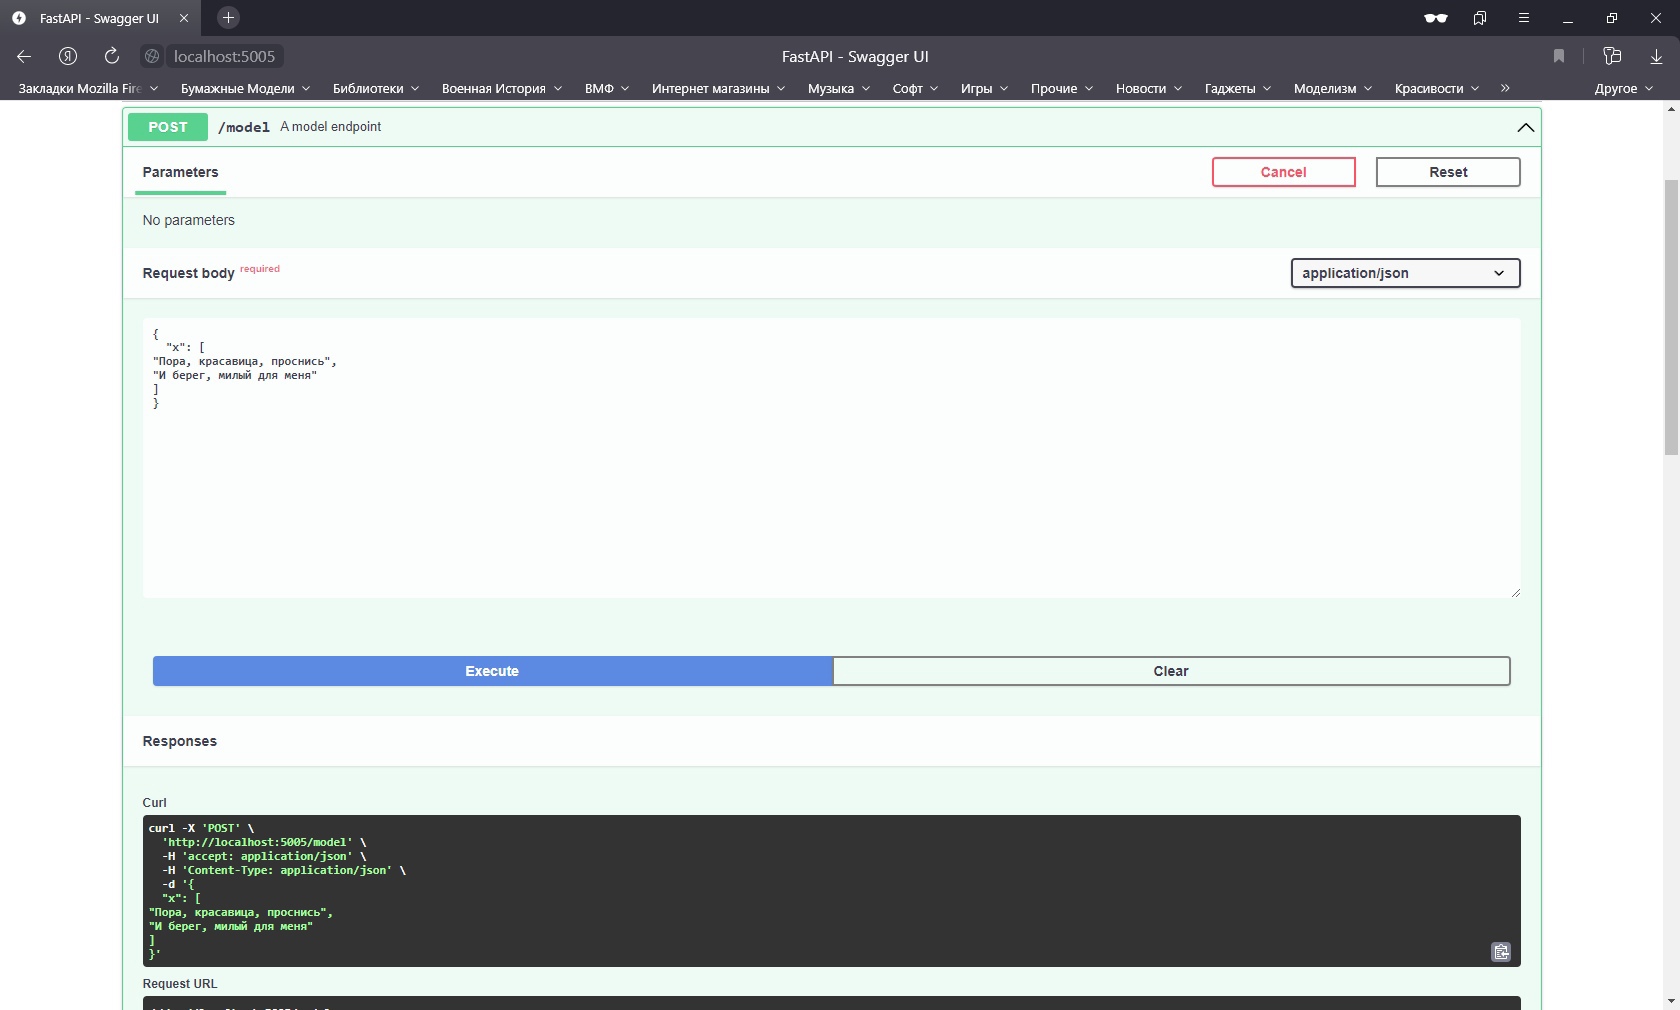 FastAPI - Swagger UI
localhost:5005
FastAPI - Swagger UI
Закладки Mozilla Fire Бумажные Модели Библиотеки Военная История ВМФ Интернет магазины Музыка Софт Игры Прочие Новости Гаджеты Моделизм Красивости » Другое
POST /model A model endpoint
Parameters
Cancel
Reset
No parameters
Request body required
application/json
{
"x": [
"Пора, красавица, проснись",
"И берег, милый для меня"
]
}
Execute
Clear
Responses
Curl
curl -X 'POST' \
'http://localhost:5005/model' \
-H 'accept: application/json' \
-H 'Content-Type: application/json' \
-d '{
"x": [
"Пора, красавица, проснись",
"И берег, милый для меня"
]
}'
Request URL